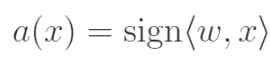 a(x) = sign⟨w, x⟩